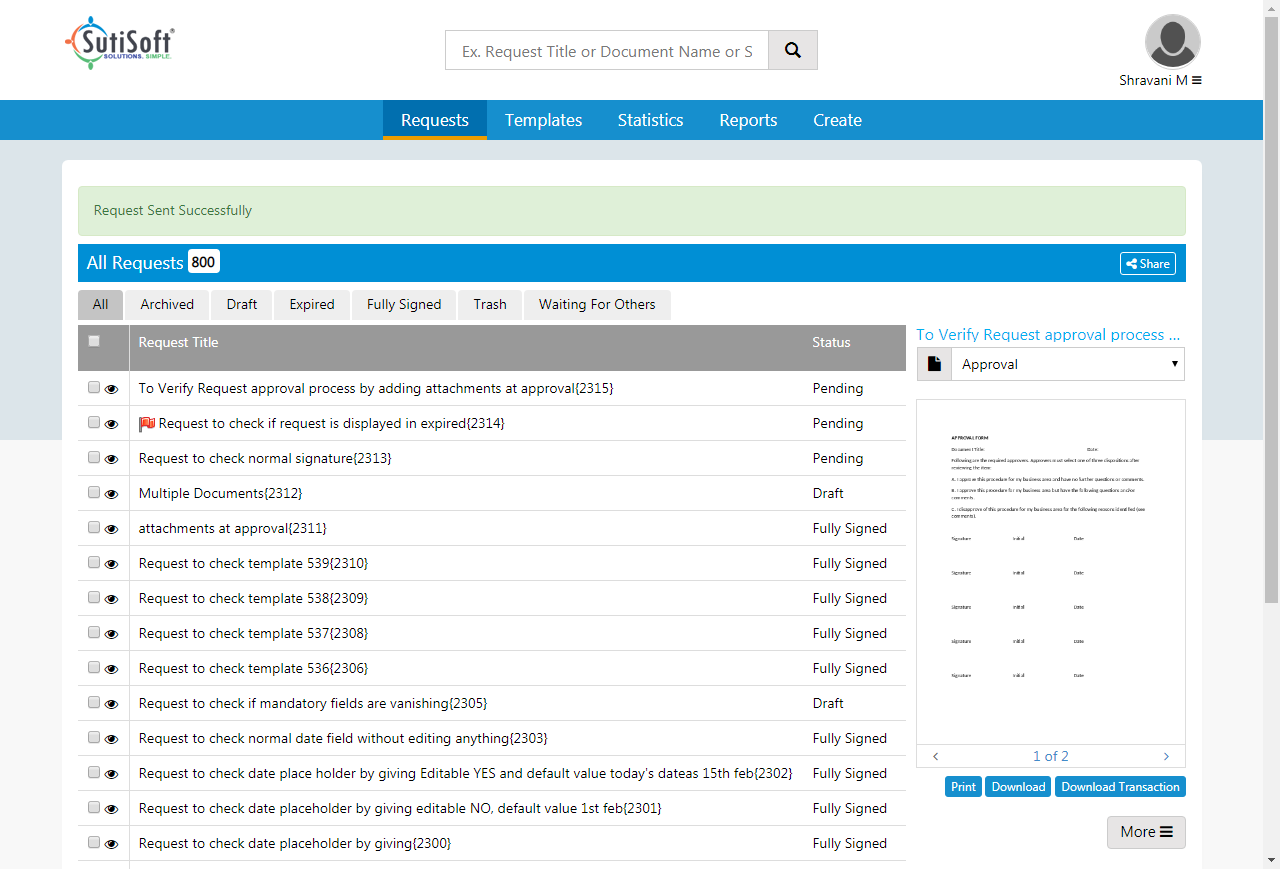 SutiSoft®
SOLUTIONS. SIMPLE.
Ex. Request Title or Document Name or S
Shravani M
Requests Templates Statistics Reports Create
Request Sent Successfully
All Requests 800
Share
All Archived Draft Expired Fully Signed Trash Waiting For Others
Request Title Status
To Verify Request approval process by adding attachments at approval{2315} Pending
Request to check if request is displayed in expired{2314} Pending
Request to check normal signature{2313} Pending
Multiple Documents{2312} Draft
attachments at approval{2311} Fully Signed
Request to check template 539{2310} Fully Signed
Request to check template 538{2309} Fully Signed
Request to check template 537{2308} Fully Signed
Request to check template 536{2306} Fully Signed
Request to check if mandatory fields are vanishing{2305} Draft
Request to check normal date field without editing anything{2303} Fully Signed
Request to check date place holder by giving Editable YES and default value today's dateas 15th feb{2302} Fully Signed
Request to check date placeholder by giving editable NO, default value 1st feb{2301} Fully Signed
Request to check date placeholder by giving{2300} Fully Signed
To Verify Request approval process ...
Approval
APPROVAL FORM
Document Title: Date:
Following are the required approvers. Approvers must select one of three dispositions after
reviewing the item:
A. I approve this procedure for my business area and have no further questions or comments.
B. I approve this procedure for my business area but have the following questions and/or
comments.
C. I disapprove of this procedure for my business area for the following reasons identified (see
comments).
Signature Initial Date
Signature Initial Date
Signature Initial Date
Signature Initial Date
Signature Initial Date
1 of 2
Print Download Download Transaction
More